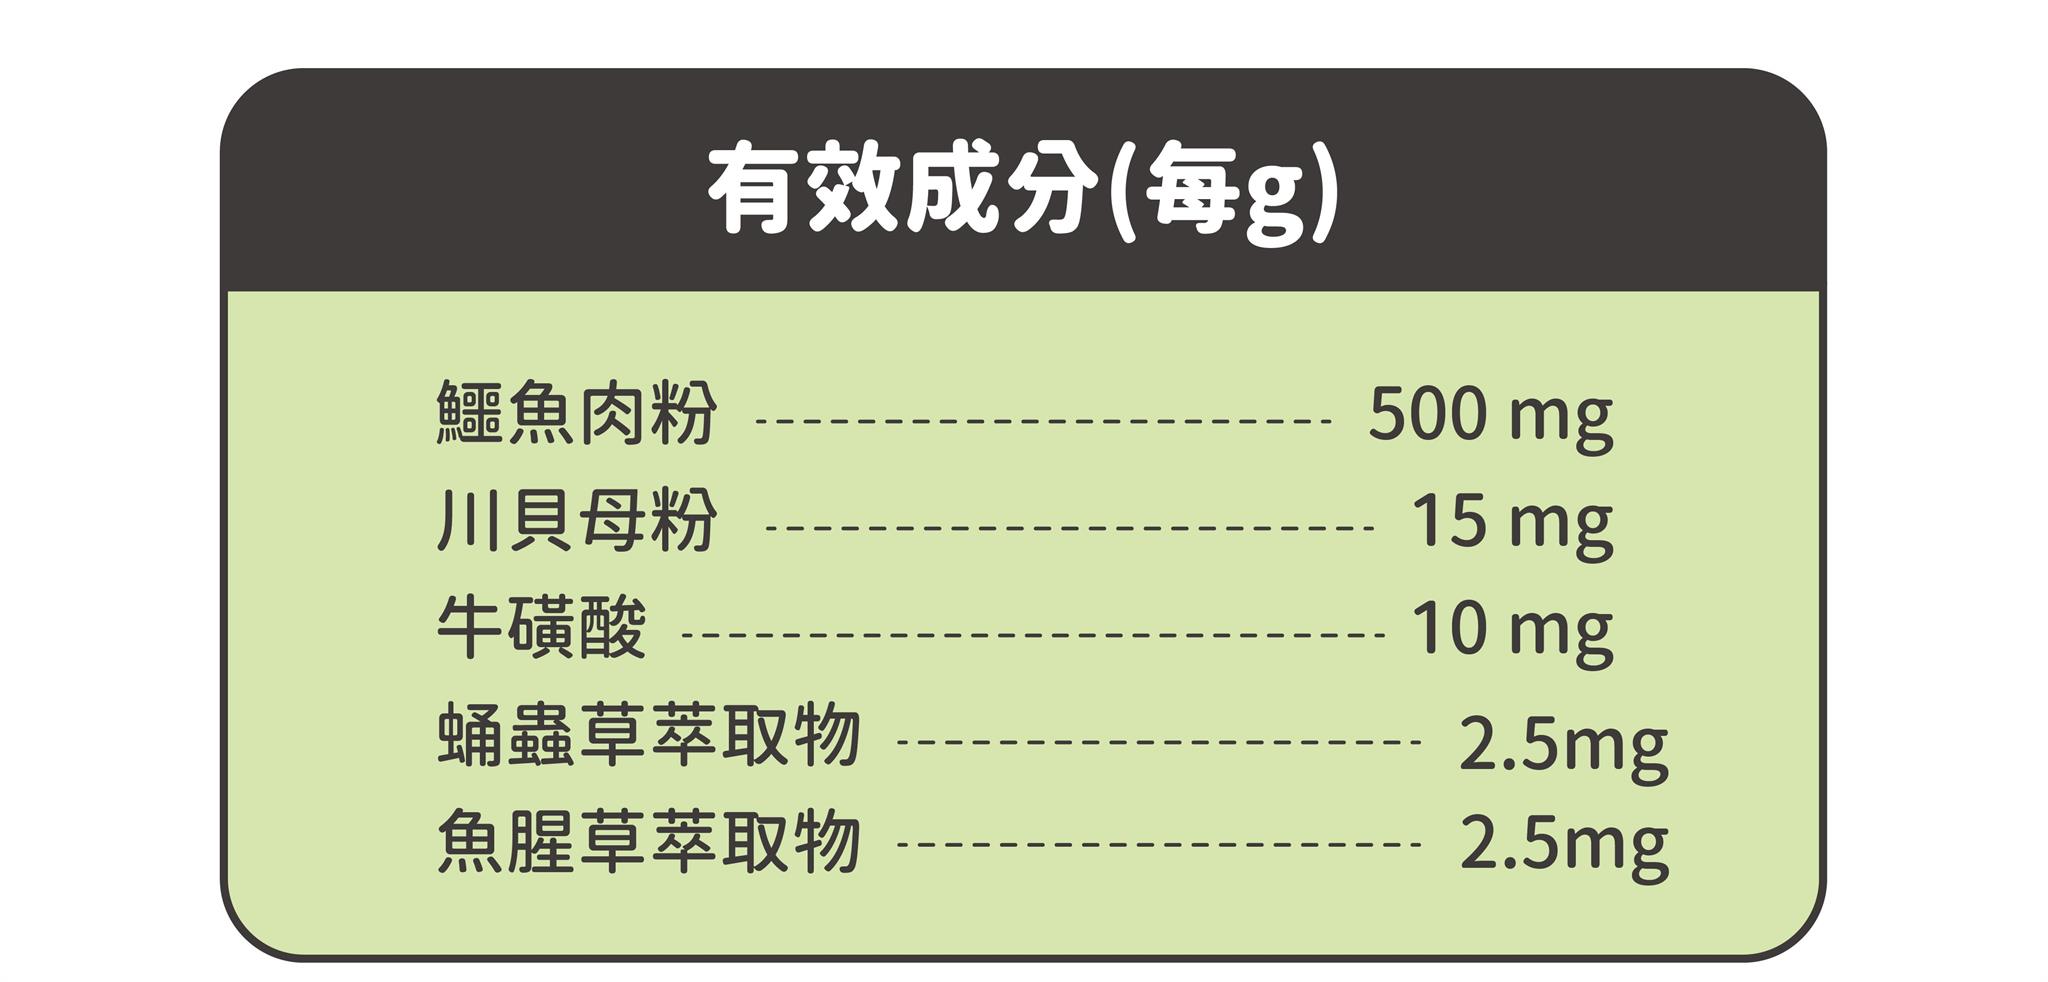 有效成分(每g)
鱷魚肉粉 500 mg
川貝母粉 15 mg
牛磺酸 10 mg
蛹蟲草萃取物 2.5mg
魚腥草萃取物 2.5mg